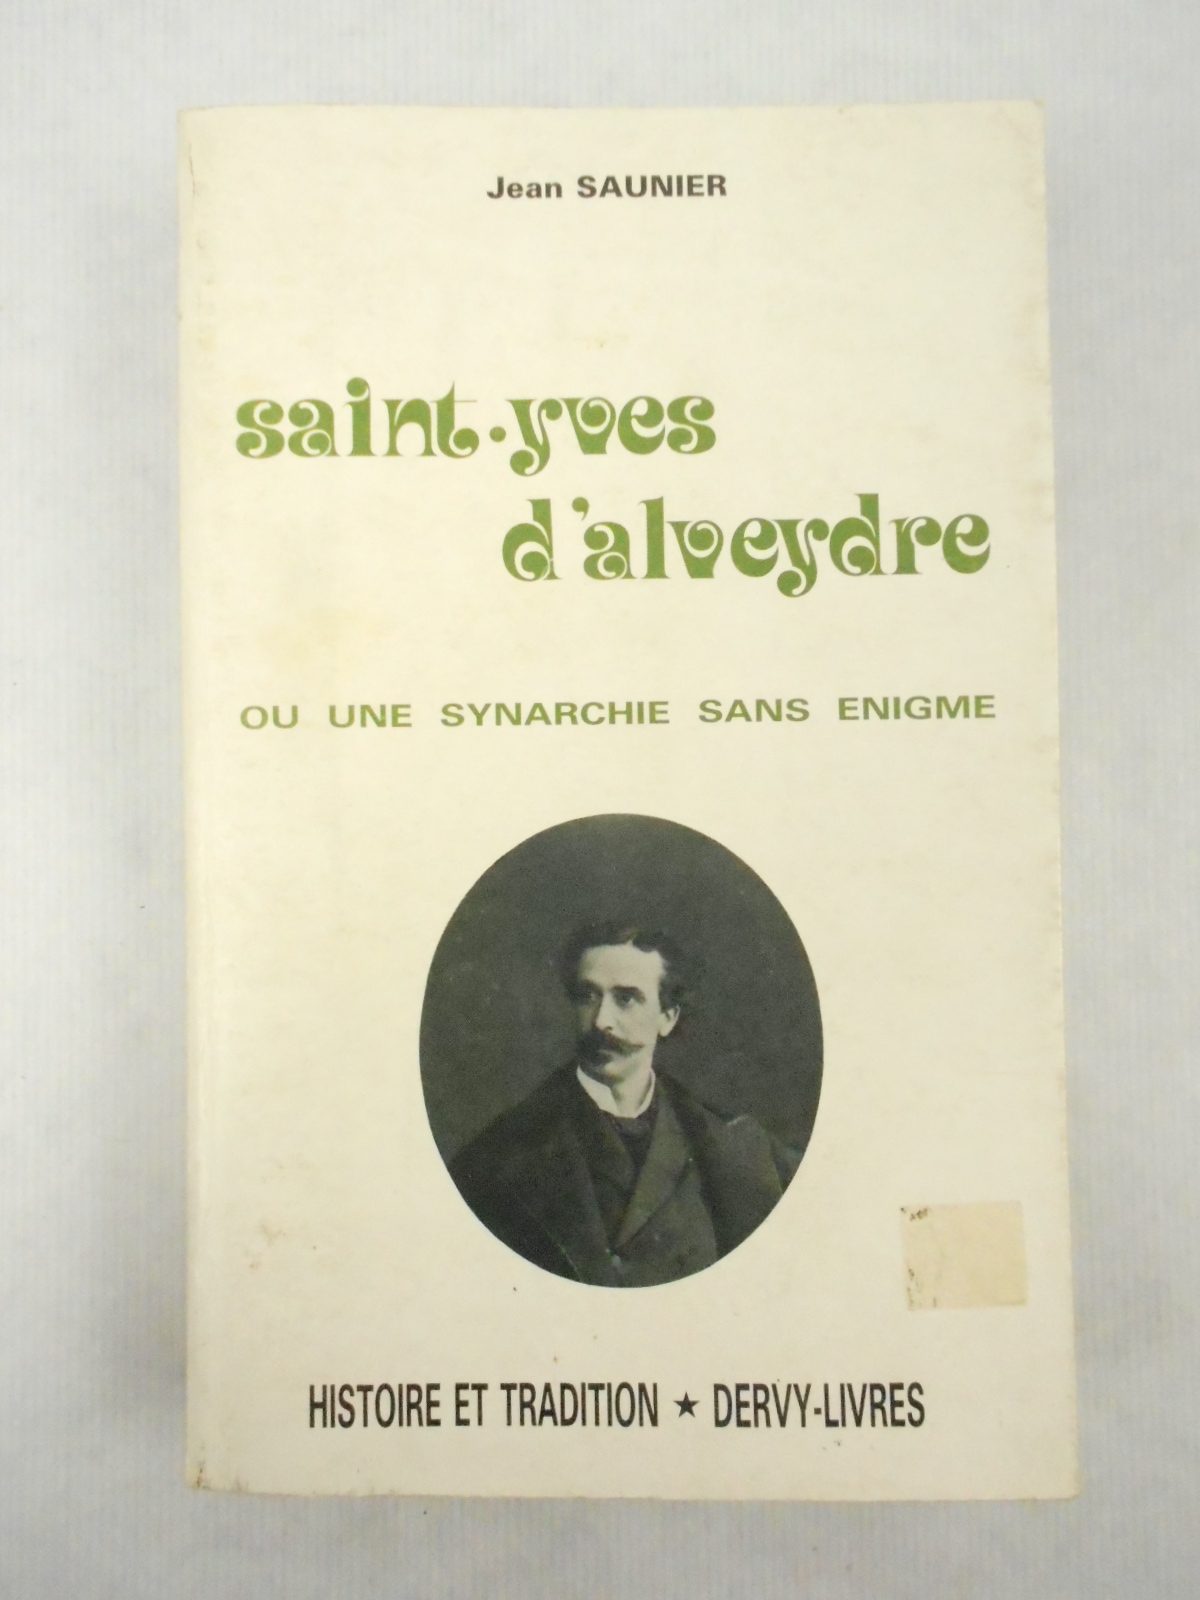 Jean SAUNIER
saint-yves
d'alveydre
OU UNE SYNARCHIE SANS ENIGME
HISTOIRE ET TRADITION ★ DERVY-LIVRES